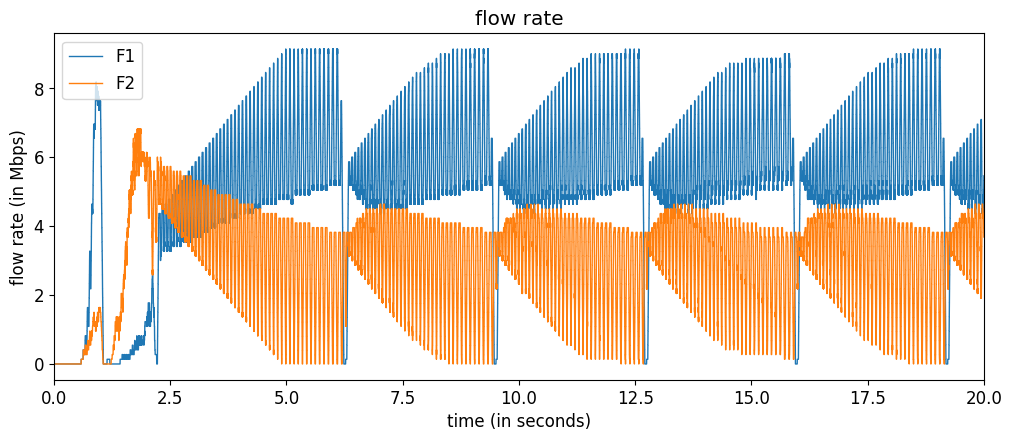 flow rate
F1
F2
flow rate (in Mbps)
8
6
4
2
0
0.0 2.5 5.0 7.5 10.0 12.5 15.0 17.5 20.0
time (in seconds)